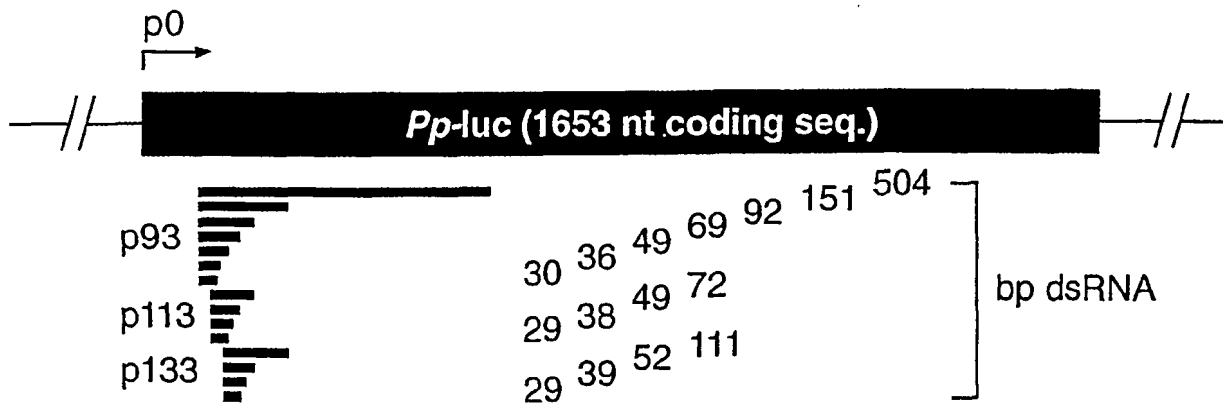 p0
Pp-luc (1653 nt coding seq.)
p93
30 36 49 69 92 151 504
p113
29 38 49 72
p133
29 39 52 111
bp dsRNA